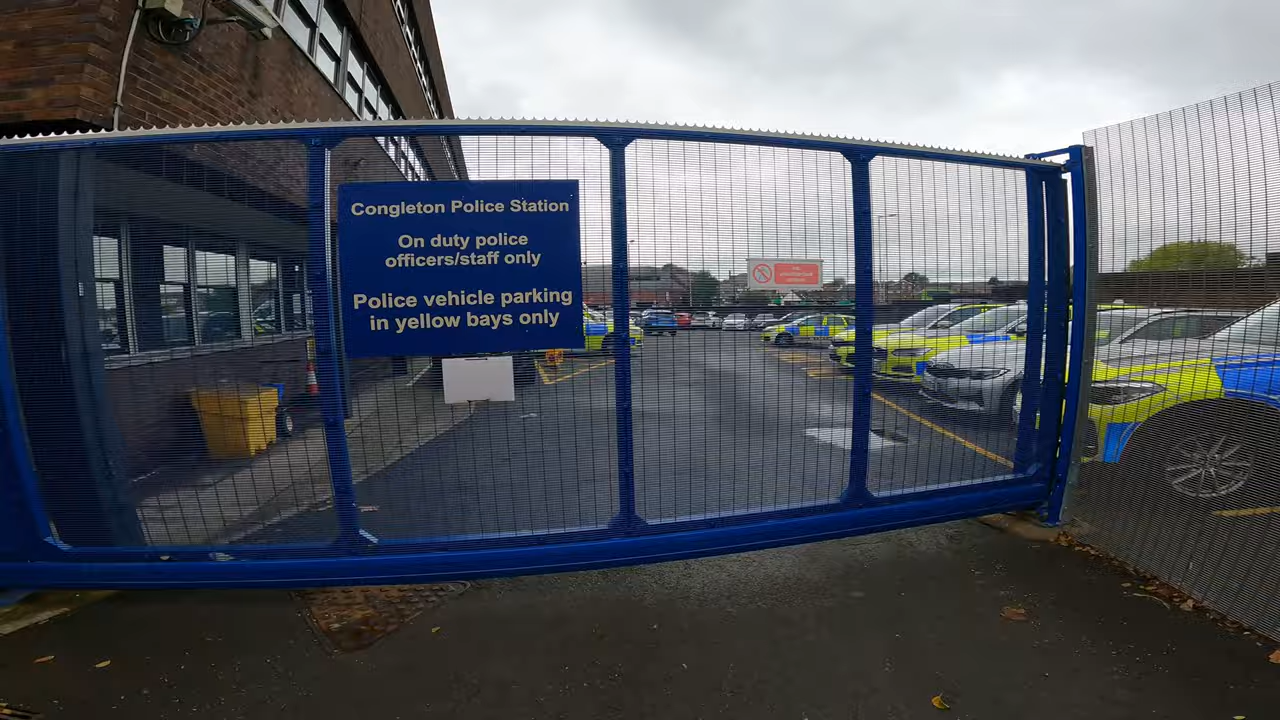 Congleton Police Station
On duty police
officers/staff only
Police vehicle parking
in yellow bays only